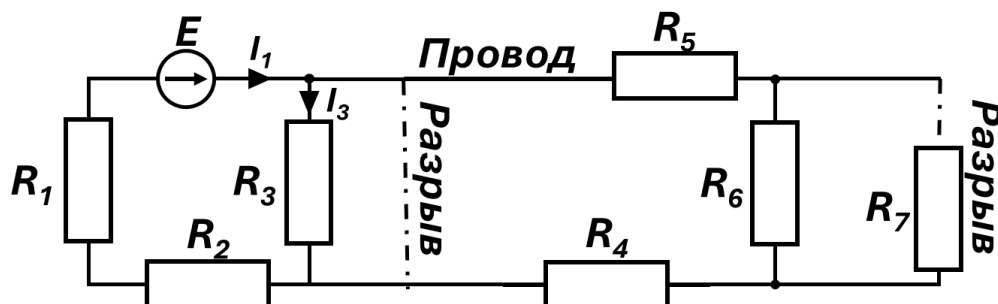 E
I1
Провод
R5
I3
R1
R3
Разрыв
R6
R7
Разрыв
R2
R4